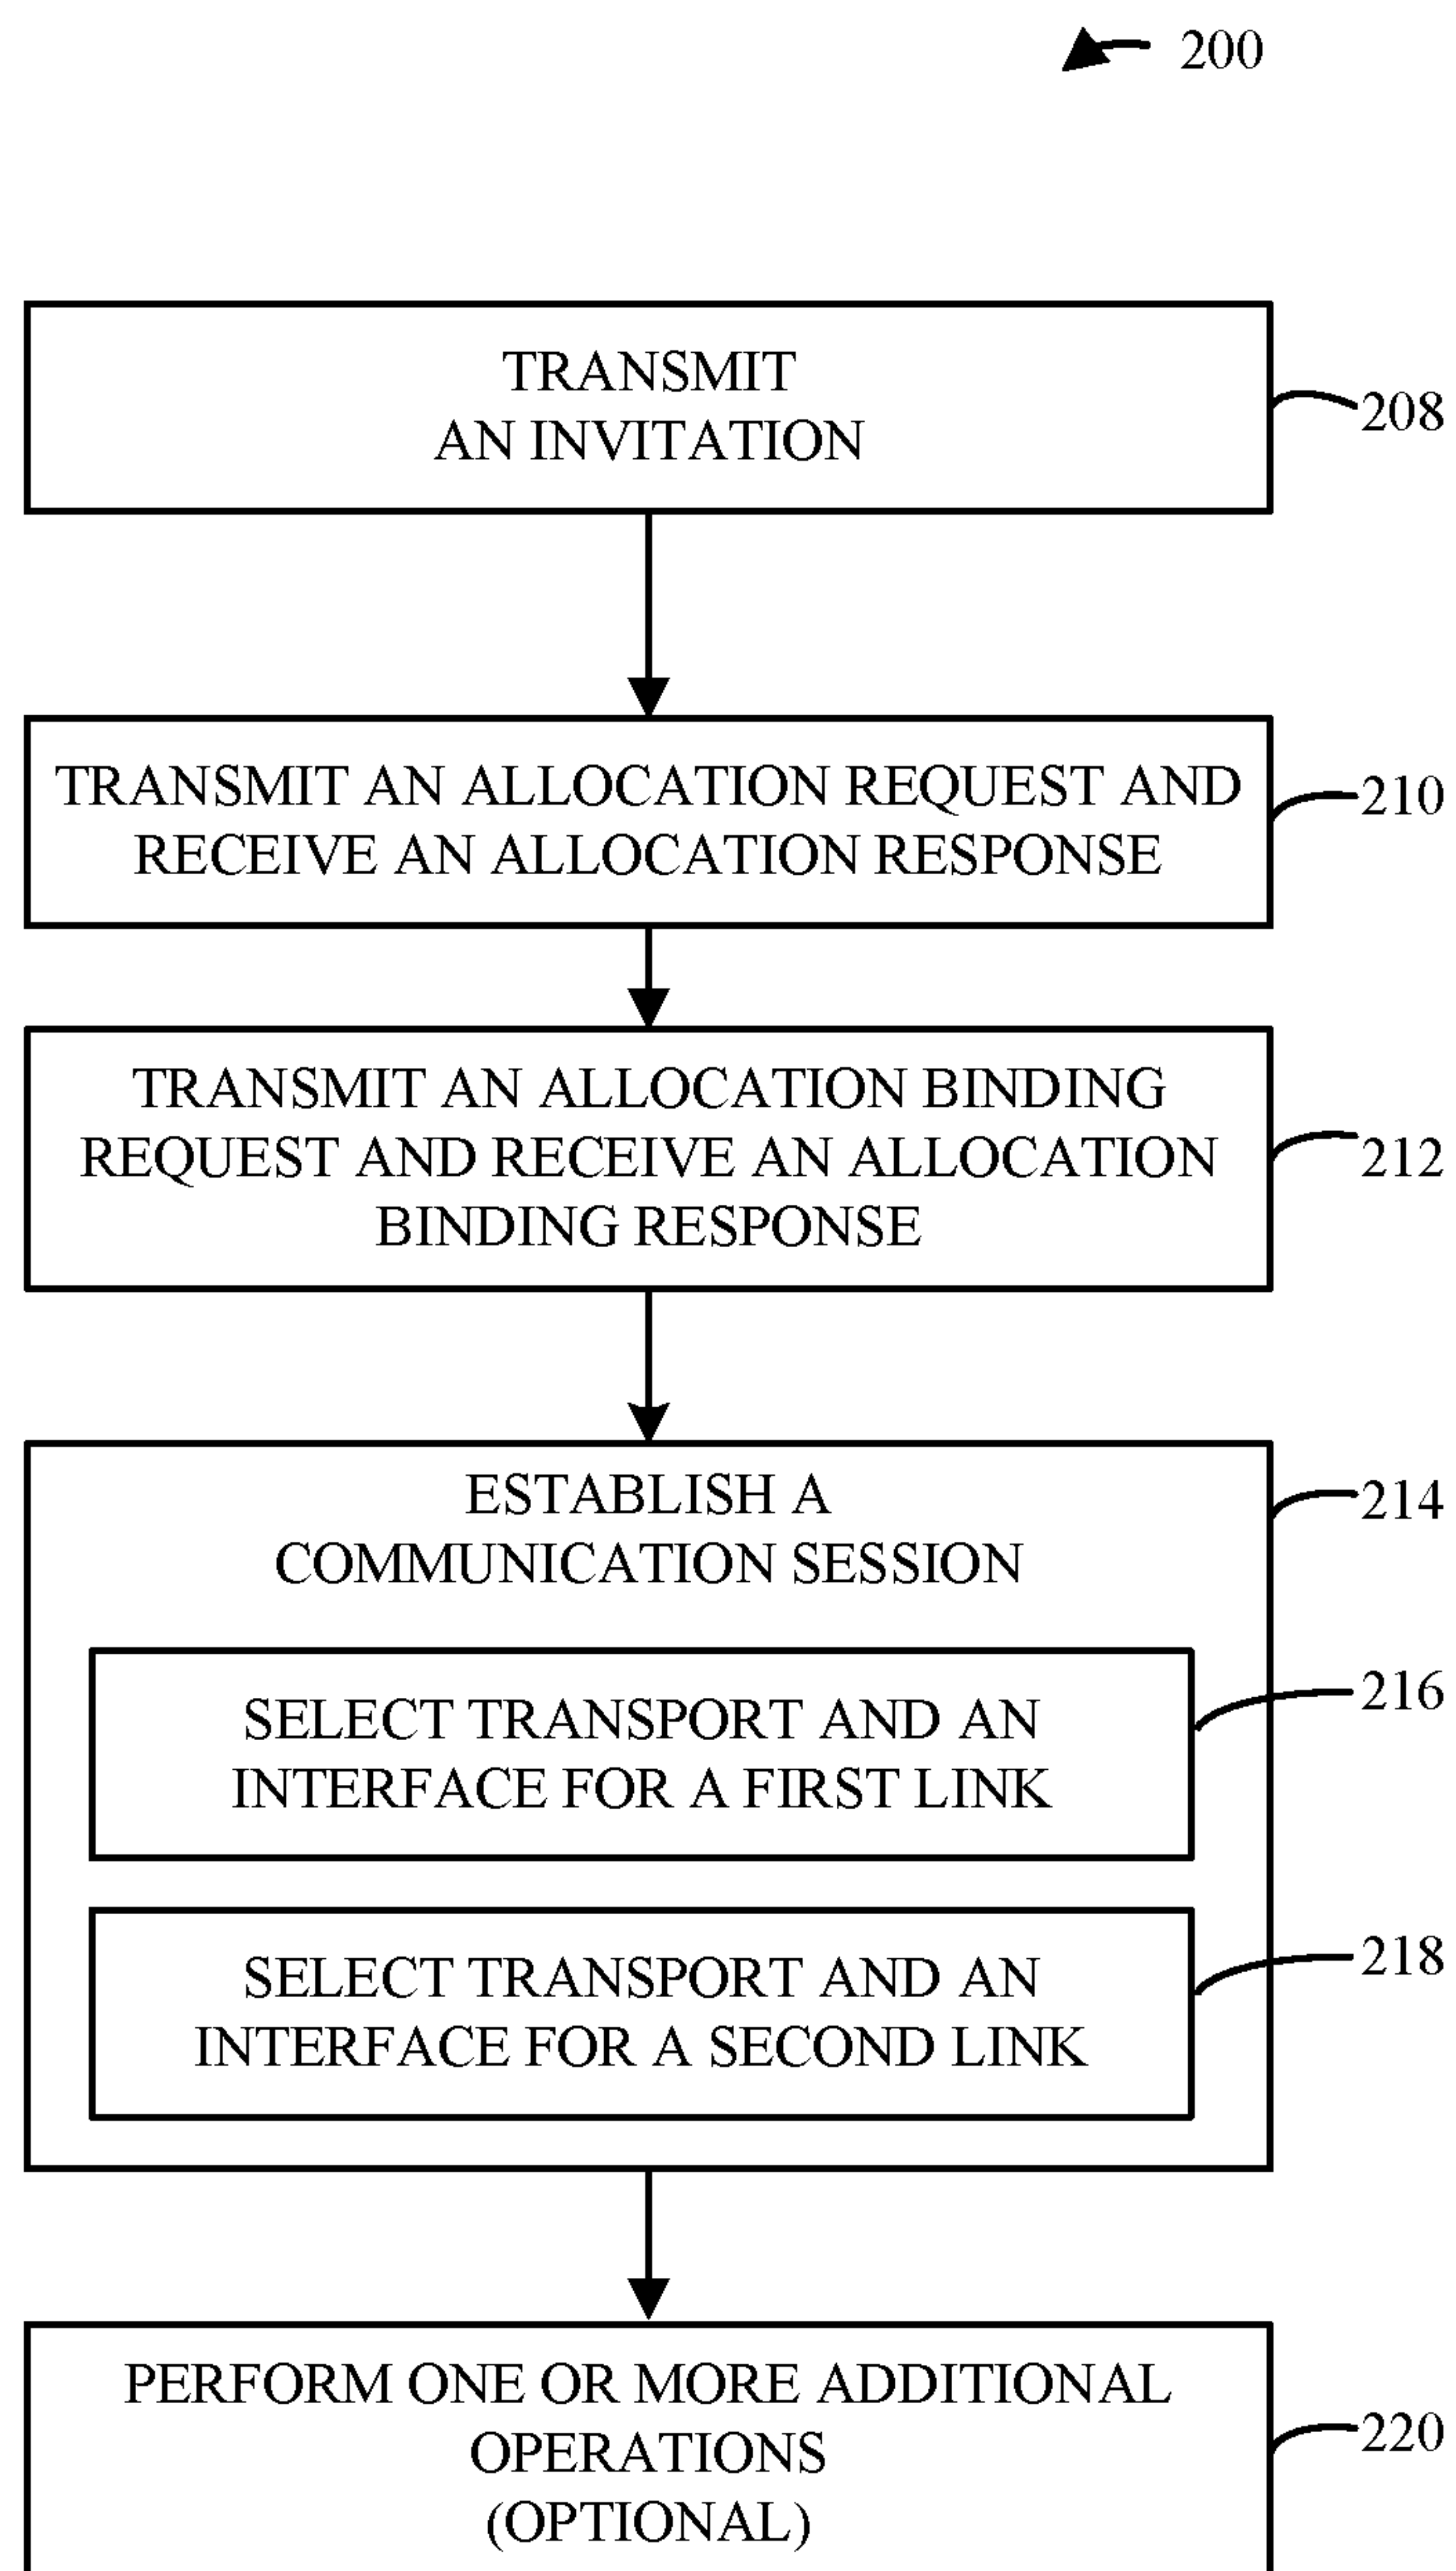 200
TRANSMIT
AN INVITATION
208
TRANSMIT AN ALLOCATION REQUEST AND
RECEIVE AN ALLOCATION RESPONSE
210
TRANSMIT AN ALLOCATION BINDING
REQUEST AND RECEIVE AN ALLOCATION
BINDING RESPONSE
212
ESTABLISH A
COMMUNICATION SESSION
214
SELECT TRANSPORT AND AN
INTERFACE FOR A FIRST LINK
216
SELECT TRANSPORT AND AN
INTERFACE FOR A SECOND LINK
218
PERFORM ONE OR MORE ADDITIONAL
OPERATIONS
(OPTIONAL)
220